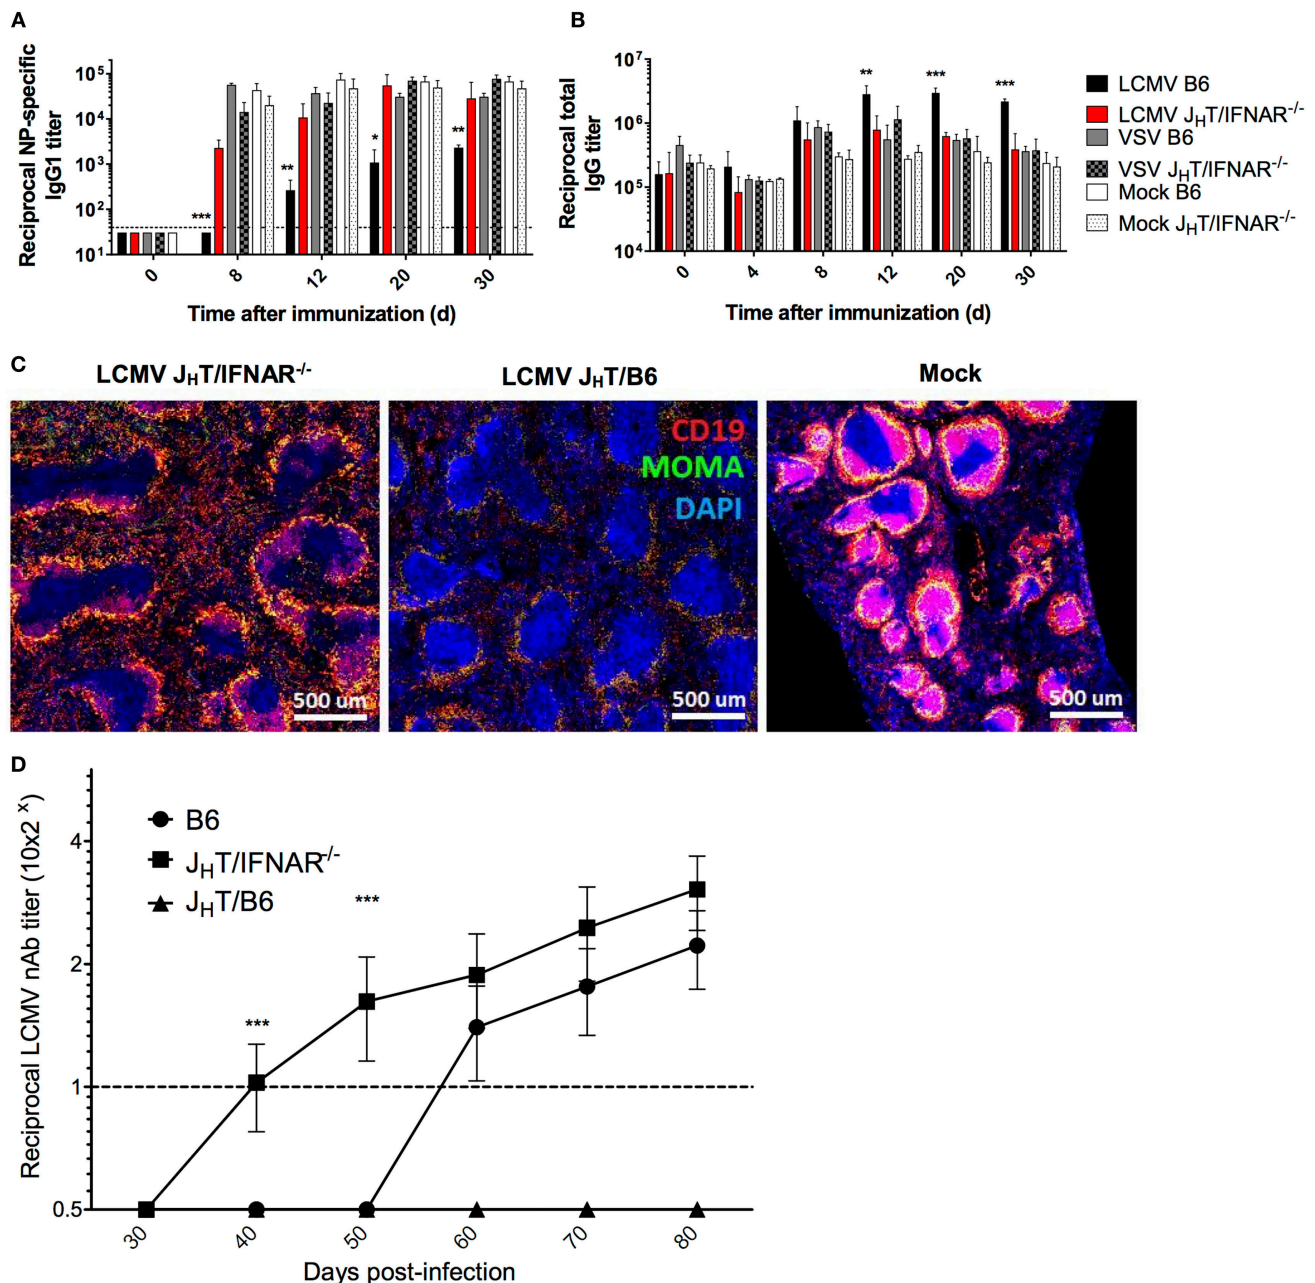 A
Reciprocal NP-specific
IgG1 titer
10⁵
10⁴
10³
10²
10¹
***
**
*
**
0
8
12
20
30
Time after immunization (d)
B
Reciprocal total
IgG titer
10⁷
10⁶
10⁵
10⁴
**
***
***
0
4
8
12
20
30
Time after immunization (d)
LCMV B6
LCMV JHT/IFNAR-/-
VSV B6
VSV JHT/IFNAR-/-
Mock B6
Mock JHT/IFNAR-/-
C
LCMV JHT/IFNAR-/-
LCMV JHT/B6
Mock
CD19
MOMA
DAPI
500 um
500 um
500 um
D
Reciprocal LCMV nAb titer (10x2 x)
4
2
1
0.5
B6
JHT/IFNAR-/-
JHT/B6
***
***
30
40
50
60
70
80
Days post-infection